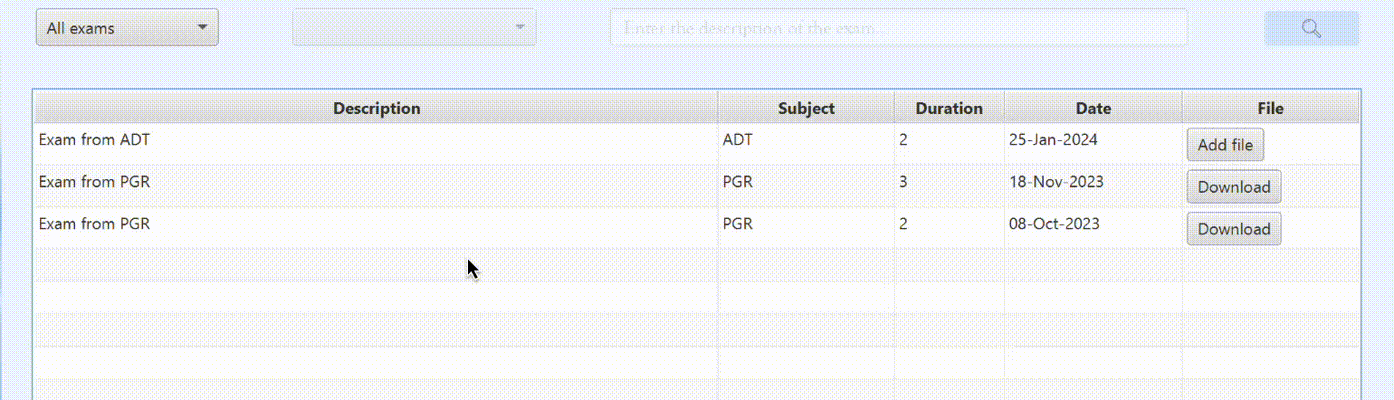 All exams Enter the description of the exam...
Description Subject Duration Date File
Exam from ADT ADT 2 25-Jan-2024 Add file
Exam from PGR PGR 3 18-Nov-2023 Download
Exam from PGR PGR 2 08-Oct-2023 Download